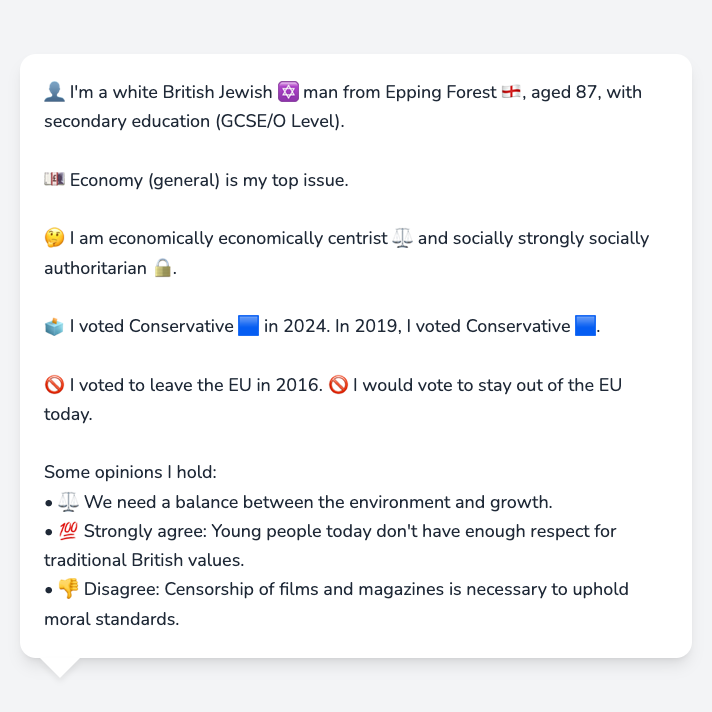 👤 I'm a white British Jewish ✡️ man from Epping Forest 🏴󠁧󠁢󠁥󠁮󠁧󠁿, aged 87, with
secondary education (GCSE/O Level).
💷 Economy (general) is my top issue.
🤔 I am economically economically centrist ⚖️ and socially strongly socially
authoritarian 🔒.
🗳️ I voted Conservative 🟦 in 2024. In 2019, I voted Conservative 🟦.
🚫 I voted to leave the EU in 2016. 🚫 I would vote to stay out of the EU
today.
Some opinions I hold:
• ⚖️ We need a balance between the environment and growth.
• 💯 Strongly agree: Young people today don't have enough respect for
traditional British values.
• 👎 Disagree: Censorship of films and magazines is necessary to uphold
moral standards.